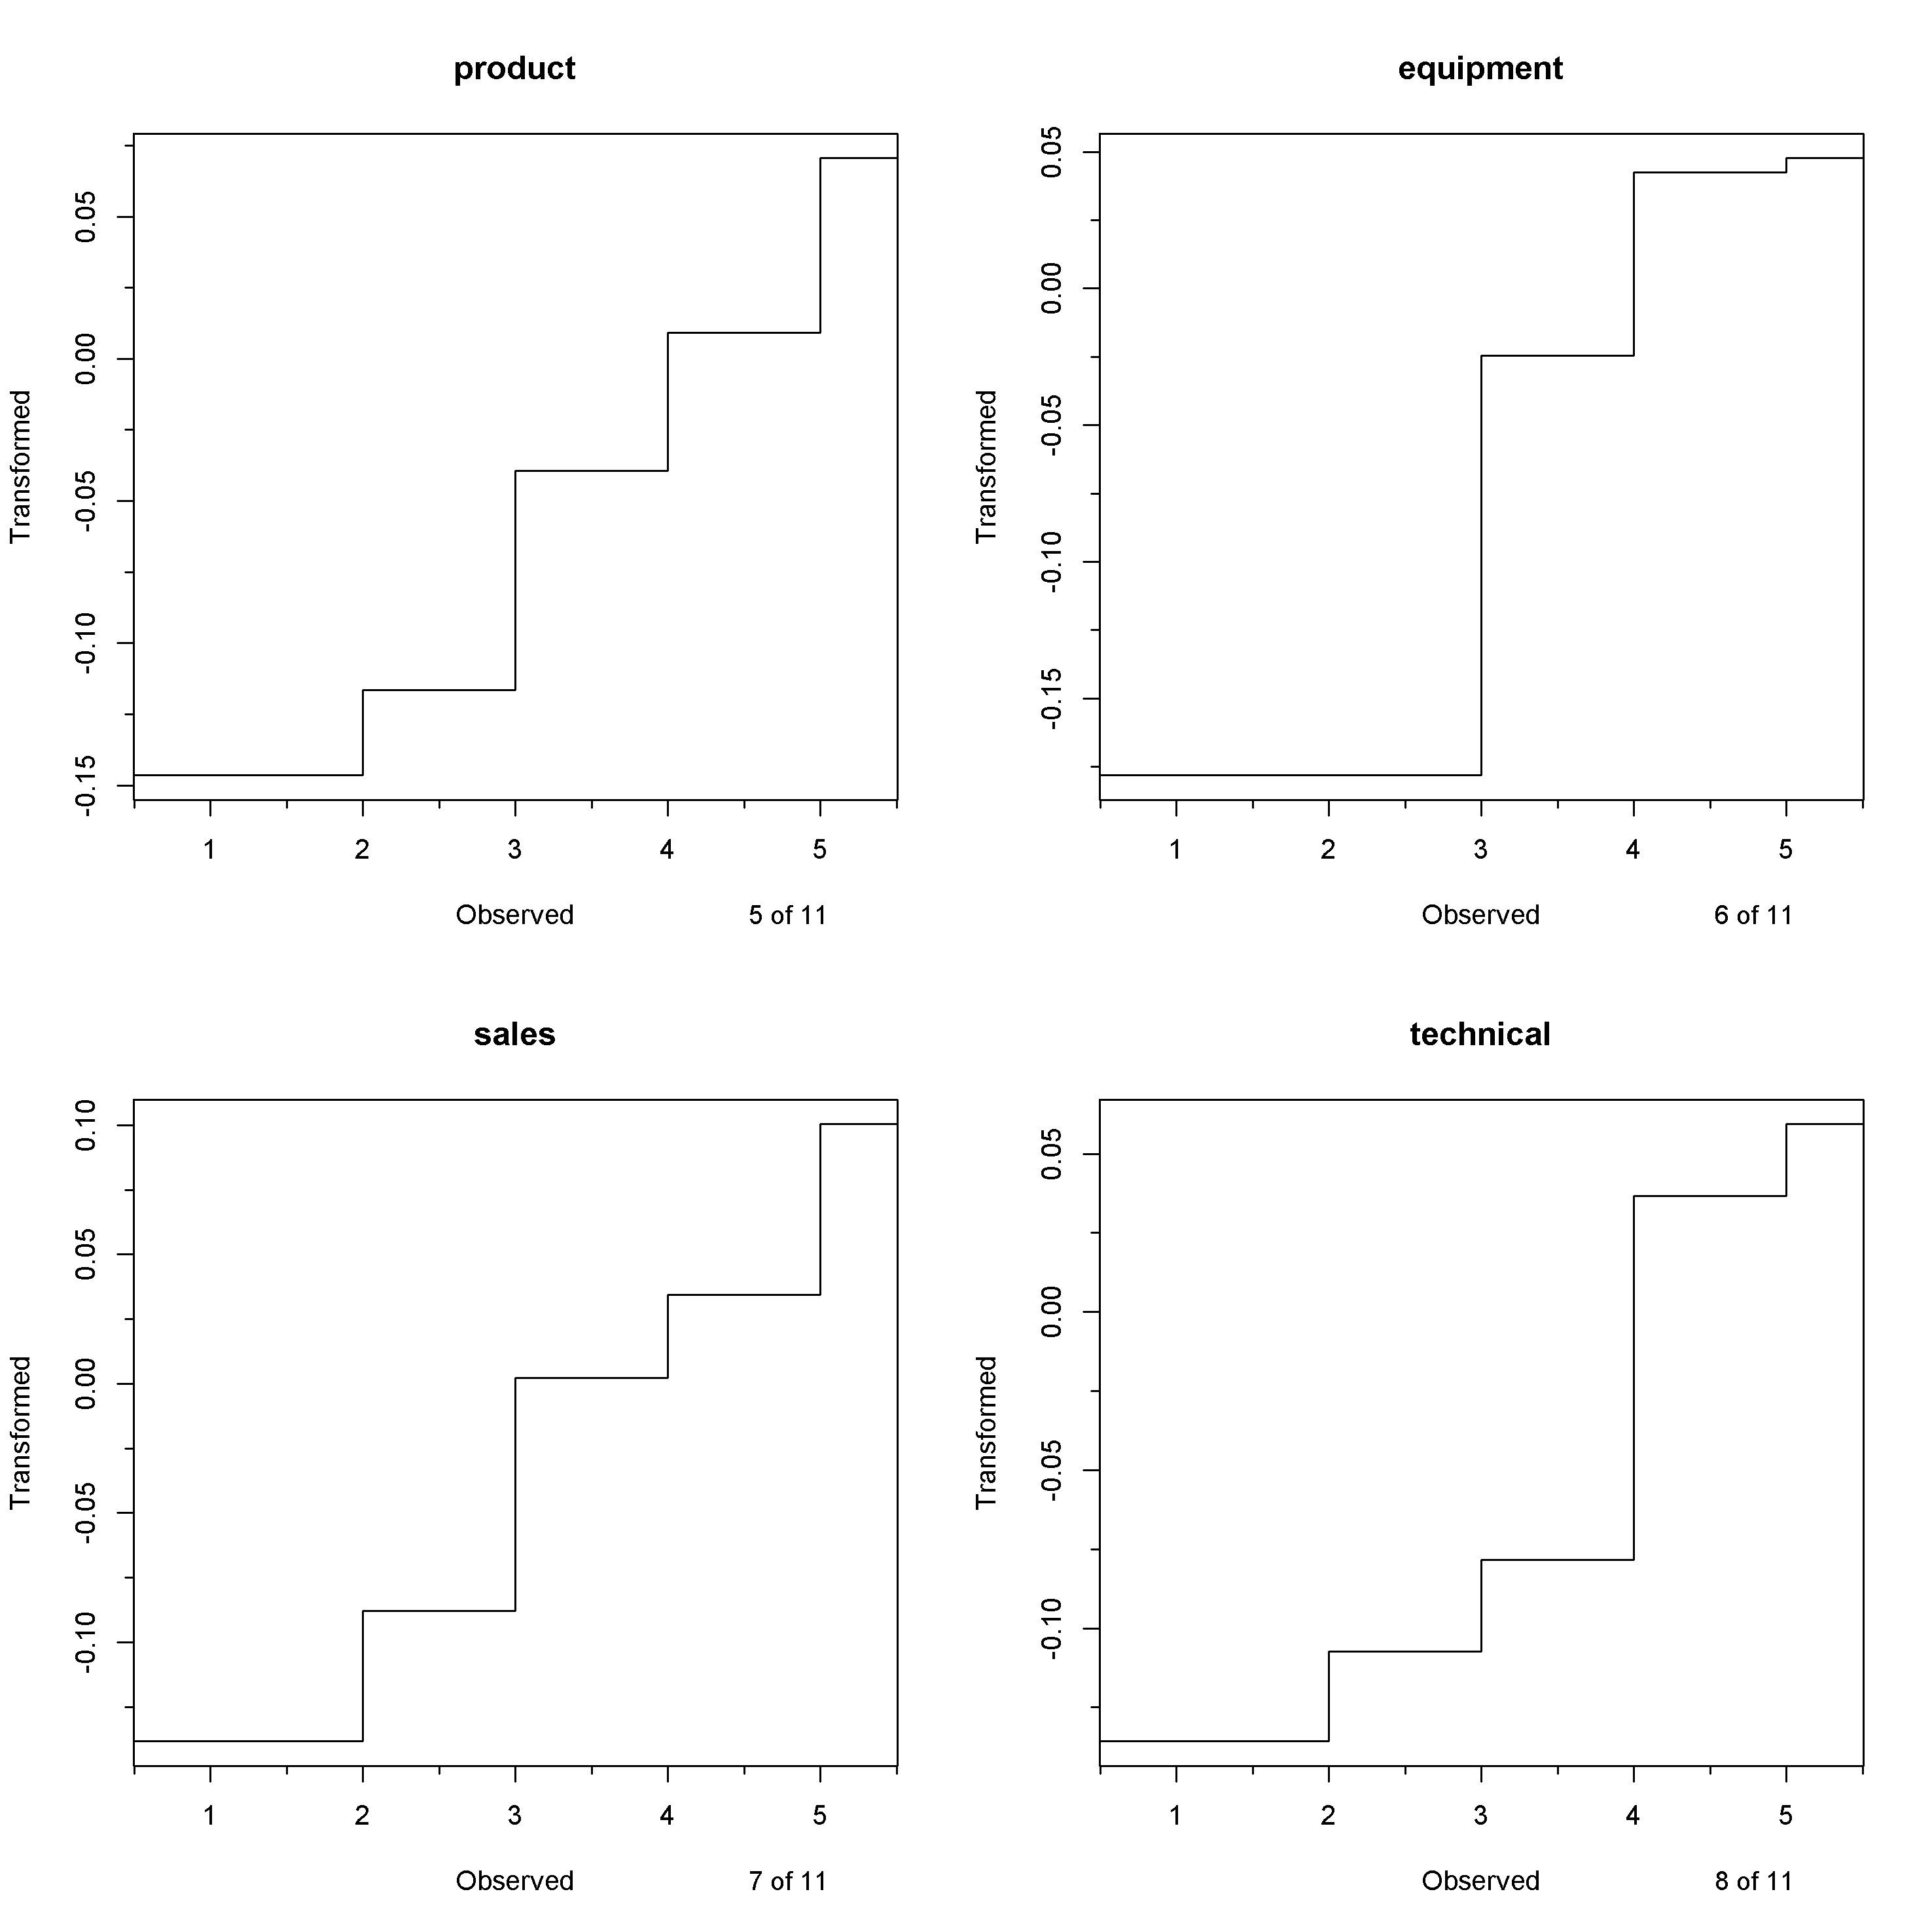 product
Transformed
0.05
0.00
-0.05
-0.10
-0.15
1 2 3 4 5
Observed 5 of 11
equipment
Transformed
0.05
0.00
-0.05
-0.10
-0.15
1 2 3 4 5
Observed 6 of 11
sales
Transformed
0.10
0.05
0.00
-0.05
-0.10
1 2 3 4 5
Observed 7 of 11
technical
Transformed
0.05
0.00
-0.05
-0.10
1 2 3 4 5
Observed 8 of 11